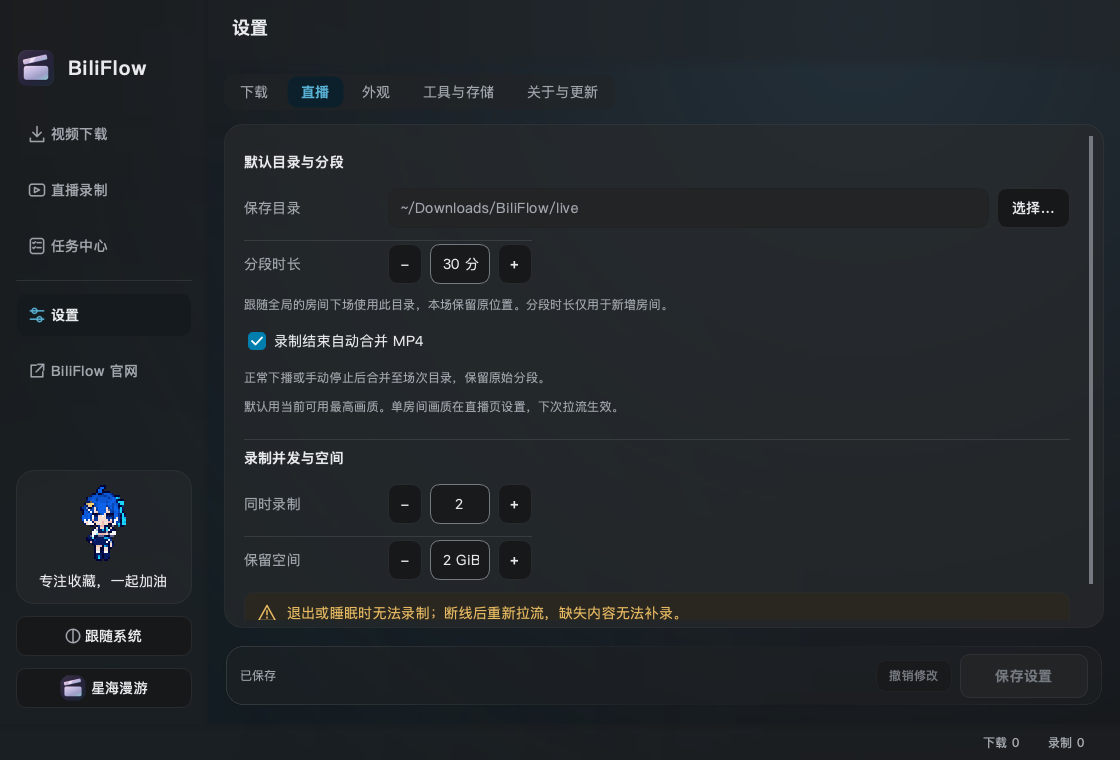 设置
BiliFlow
下载
直播
外观
工具与存储
关于与更新
视频下载
直播录制
任务中心
设置
BiliFlow 官网
专注收藏，一起加油
跟随系统
星海漫游
默认目录与分段
保存目录
~/Downloads/BiliFlow/live
选择...
分段时长
−
30 分
+
跟随全局的房间下场使用此目录，本场保留原位置。分段时长仅用于新增房间。
录制结束自动合并 MP4
正常下播或手动停止后合并至场次目录，保留原始分段。
默认用当前可用最高画质。单房间画质在直播页设置，下次拉流生效。
录制并发与空间
同时录制
−
2
+
保留空间
−
2 GiB
+
退出或睡眠时无法录制；断线后重新拉流，缺失内容无法补录。
已保存
撤销修改
保存设置
下载 0
录制 0